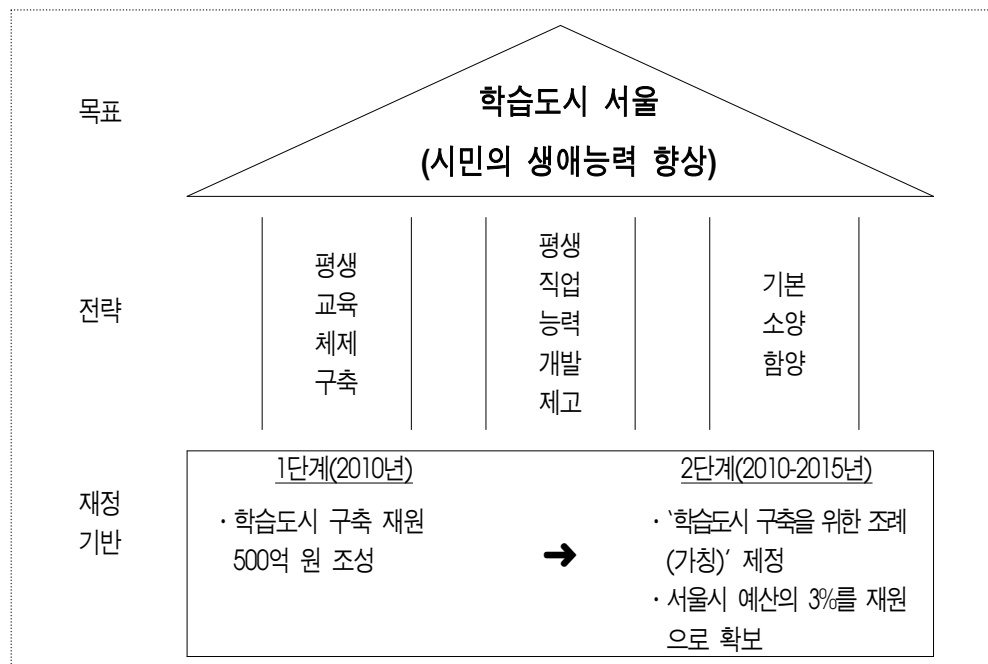 목표
학습도시 서울
(시민의 생애능력 향상)
전략
평생
교육
체제
구축
평생
직업
능력
개발
제고
기본
소양
함양
재정
기반
1단계(2010년)
· 학습도시 구축 재원
500억 원 조성
➜
2단계(2010-2015년)
· ‘학습도시 구축을 위한 조례
(가칭)’ 제정
· 서울시 예산의 3%를 재원
으로 확보